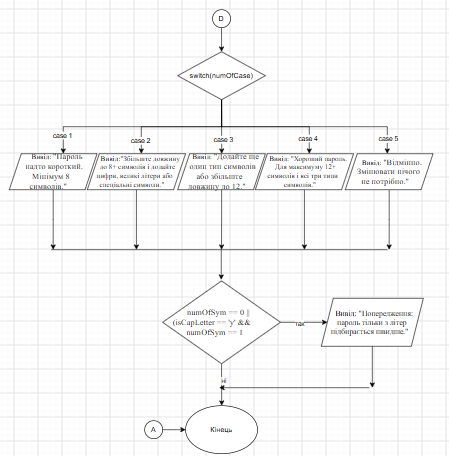 D
switch(numOfCase)
case 1
case 2
case 3
case 4
case 5
Вивід: "Пароль
надто короткий.
Мінімум 8
символів."
Вивід:"Збільште довжину
до 8+ символів і додайте
цифри, великі літери або
спеціальні символи."
Вивід: "Додайте ще
один тип символів
або збільште
довжину до 12."
Вивід: "Хороший пароль.
Для максимуму 12+
символів і всі три типи
символів."
Вивід: "Відмінно.
Змінювати нічого
не потрібно."
numOfSym == 0 ||
(isCapLetter == 'y' &&
numOfSym == 1
так
Вивід: "Попередження:
пароль тільки з літер
підбирається швидше."
ні
A
Кінець